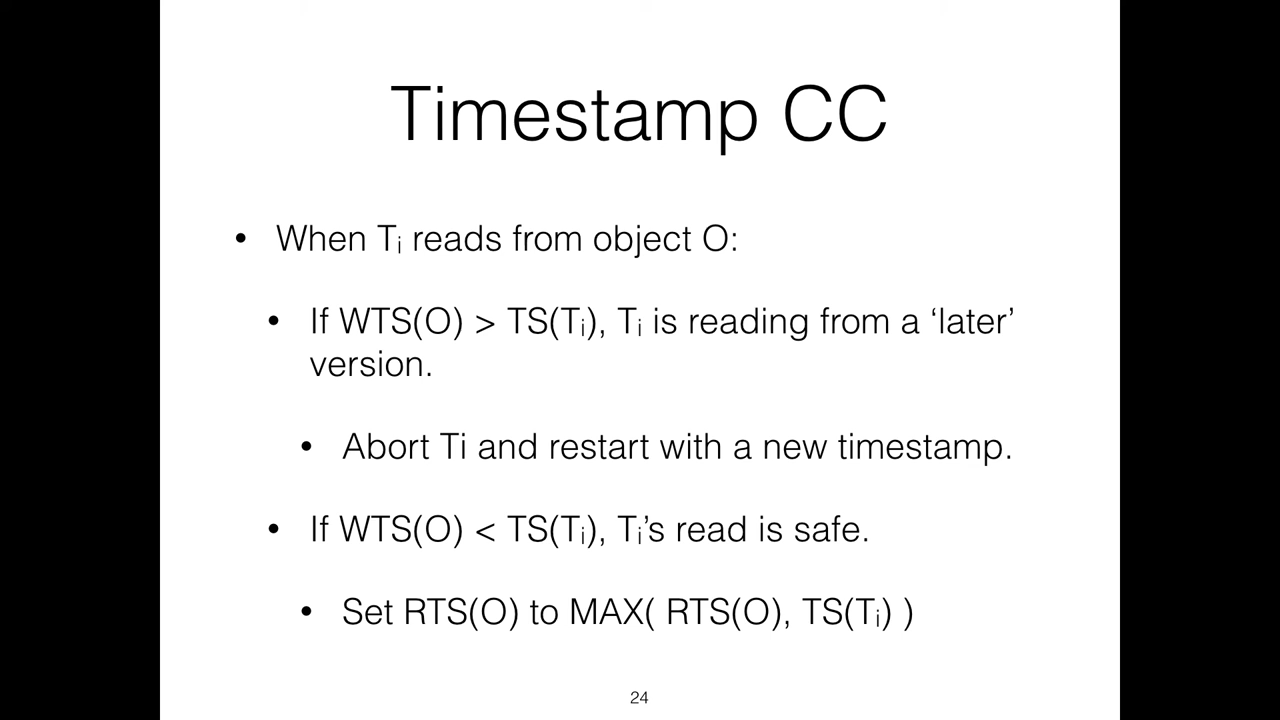 Timestamp CC
• When Ti reads from object O:
• If WTS(O) > TS(Ti), Ti is reading from a ‘later’
version.
• Abort Ti and restart with a new timestamp.
• If WTS(O) < TS(Ti), Ti’s read is safe.
• Set RTS(O) to MAX( RTS(O), TS(Ti) )
24